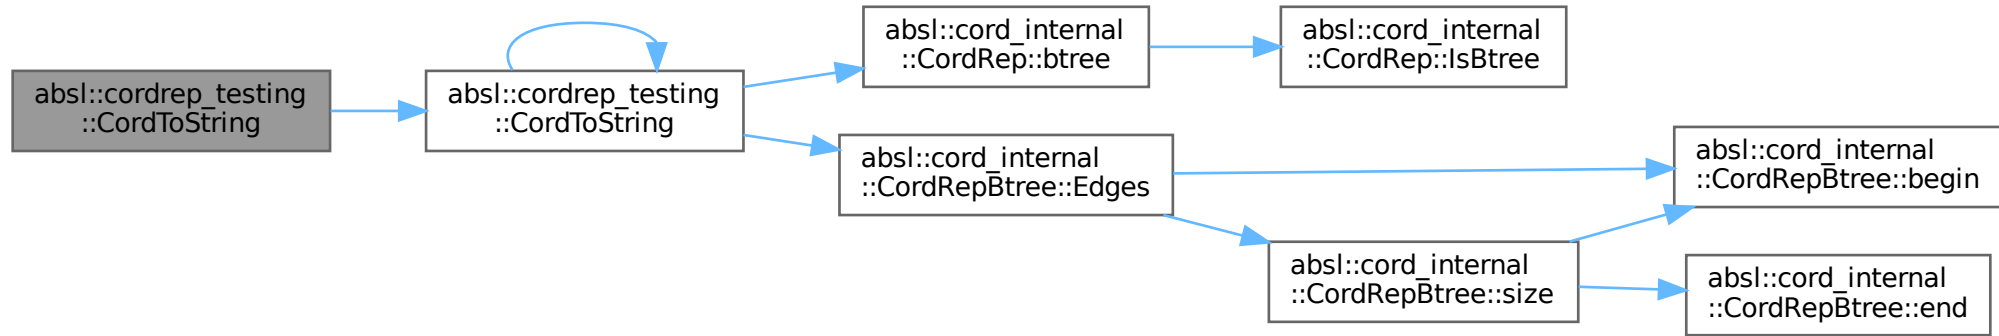 absl::cordrep_testing
::CordToString
absl::cordrep_testing
::CordToString
absl::cord_internal
::CordRep::btree
absl::cord_internal
::CordRep::IsBtree
absl::cord_internal
::CordRepBtree::Edges
absl::cord_internal
::CordRepBtree::begin
absl::cord_internal
::CordRepBtree::size
absl::cord_internal
::CordRepBtree::end